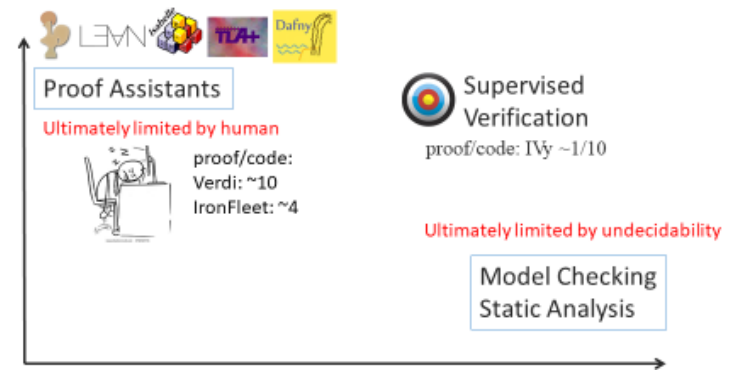 LEAN
Isabelle
TLA+
Dafny
Proof Assistants
Ultimately limited by human
proof/code:
Verdi: ~10
IronFleet: ~4
Supervised
Verification
proof/code: IVy ~1/10
Ultimately limited by undecidability
Model Checking
Static Analysis